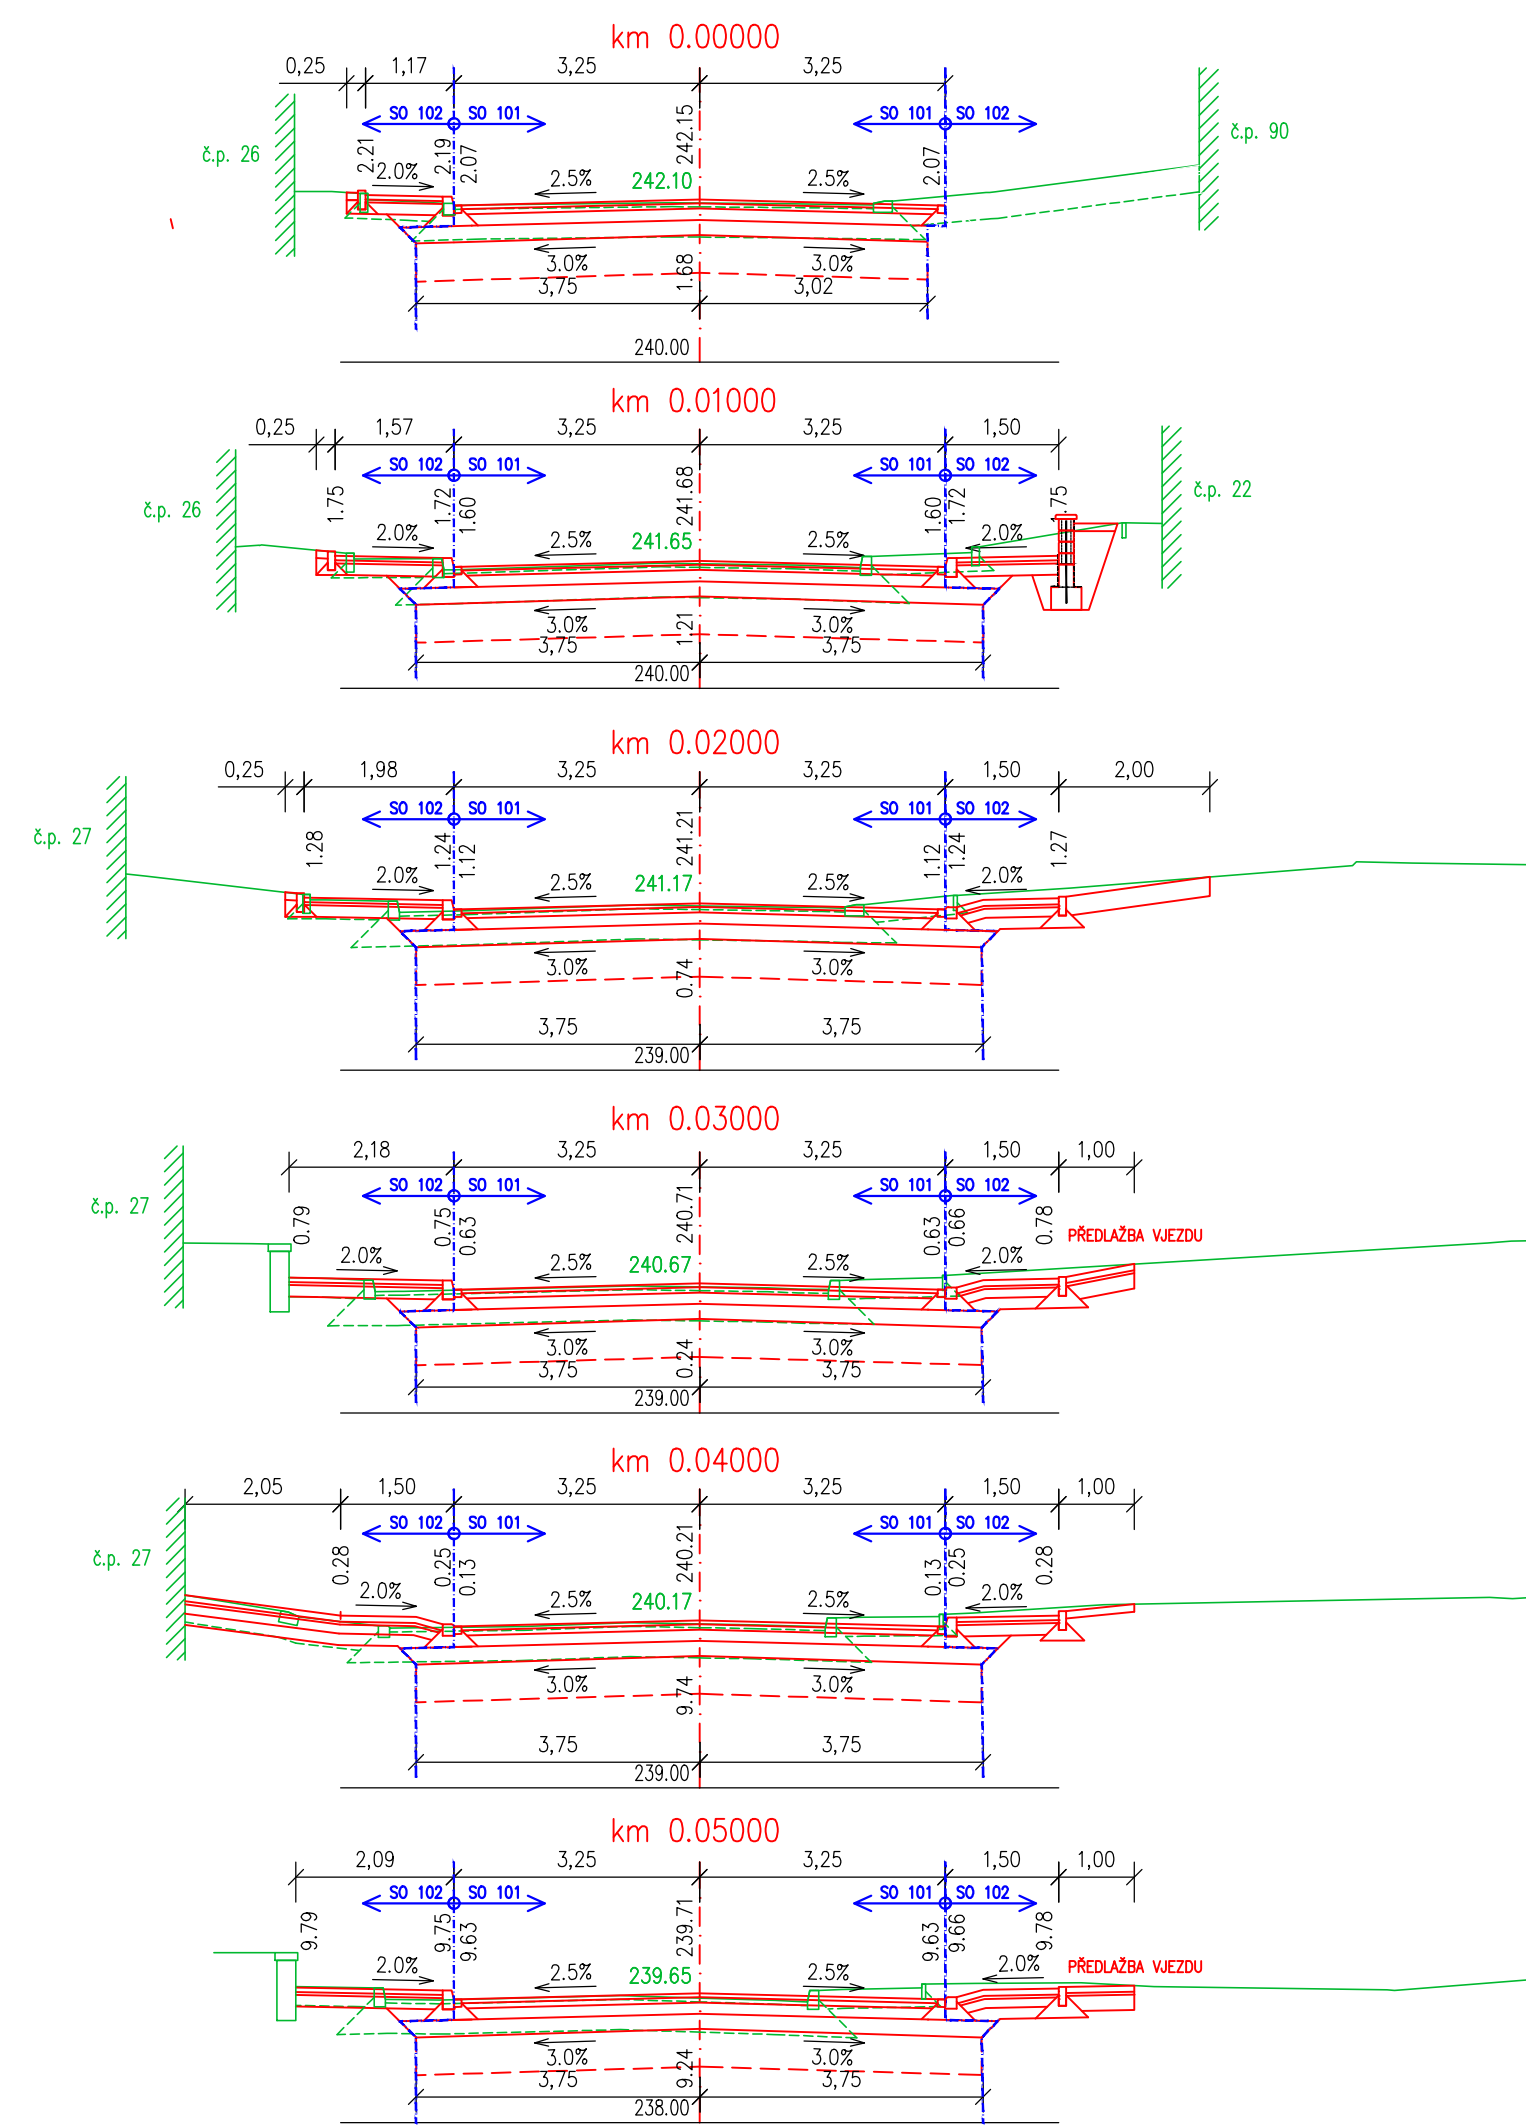 km 0.00000
0,25 1,17 3,25 3,25
SO 102 SO 101 SO 101 SO 102
č.p. 26 č.p. 90
2.21 2.19 2.07 242.15 2.07
2.0% 2.5% 242.10 2.5%
3.0% 1.68 3.0%
3,75 3,02
240.00
km 0.01000
0,25 1,57 3,25 3,25 1,50
SO 102 SO 101 SO 101 SO 102
č.p. 26 č.p. 22
1.75 1.72 1.60 241.68 1.60 1.72 1.75
2.0% 2.5% 241.65 2.5% 2.0%
3.0% 1.21 3.0%
3,75 3,75
240.00
km 0.02000
0,25 1,98 3,25 3,25 1,50 2,00
SO 102 SO 101 SO 101 SO 102
č.p. 27
1.28 1.24 1.12 241.21 1.12 1.24 1.27
2.0% 2.5% 241.17 2.5% 2.0%
3.0% 0.74 3.0%
3,75 3,75
239.00
km 0.03000
2,18 3,25 3,25 1,50 1,00
SO 102 SO 101 SO 101 SO 102
č.p. 27
0.79 0.75 0.63 240.71 0.63 0.66 0.78
PŘEDLAŽBA VJEZDU
2.0% 2.5% 240.67 2.5% 2.0%
3.0% 0.24 3.0%
3,75 3,75
239.00
km 0.04000
2,05 1,50 3,25 3,25 1,50 1,00
SO 102 SO 101 SO 101 SO 102
č.p. 27
0.28 0.25 0.13 240.21 0.13 0.25 0.28
2.0% 2.5% 240.17 2.5% 2.0%
3.0% 9.74 3.0%
3,75 3,75
239.00
km 0.05000
2,09 3,25 3,25 1,50 1,00
SO 102 SO 101 SO 101 SO 102
9.79 9.75 9.63 239.71 9.63 9.66 9.78
PŘEDLAŽBA VJEZDU
2.0% 2.5% 239.65 2.5% 2.0%
3.0% 9.24 3.0%
3,75 3,75
238.00